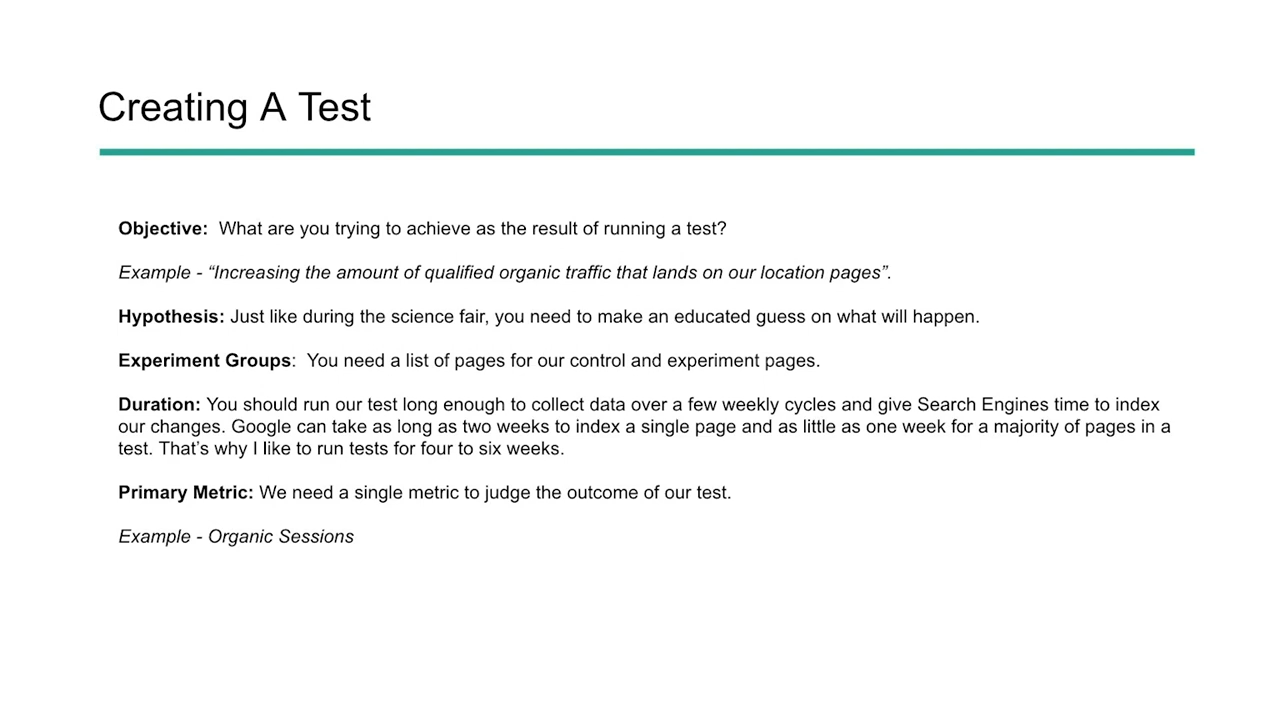 Creating A Test
Objective:  What are you trying to achieve as the result of running a test?
Example - “Increasing the amount of qualified organic traffic that lands on our location pages”.
Hypothesis: Just like during the science fair, you need to make an educated guess on what will happen.
Experiment Groups:  You need a list of pages for our control and experiment pages.
Duration: You should run our test long enough to collect data over a few weekly cycles and give Search Engines time to index
our changes. Google can take as long as two weeks to index a single page and as little as one week for a majority of pages in a
test. That’s why I like to run tests for four to six weeks.
Primary Metric: We need a single metric to judge the outcome of our test.
Example - Organic Sessions